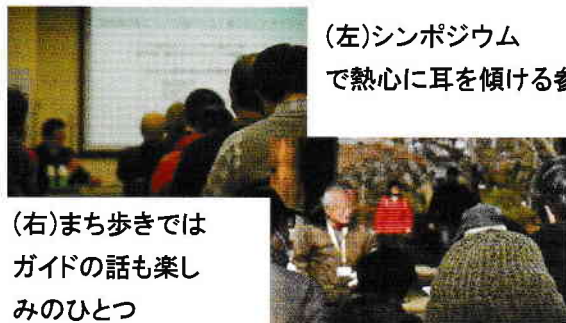 (左)シンポジウム
で熱心に耳を傾ける参
(右)まち歩きでは
ガイドの話も楽し
みのひとつ